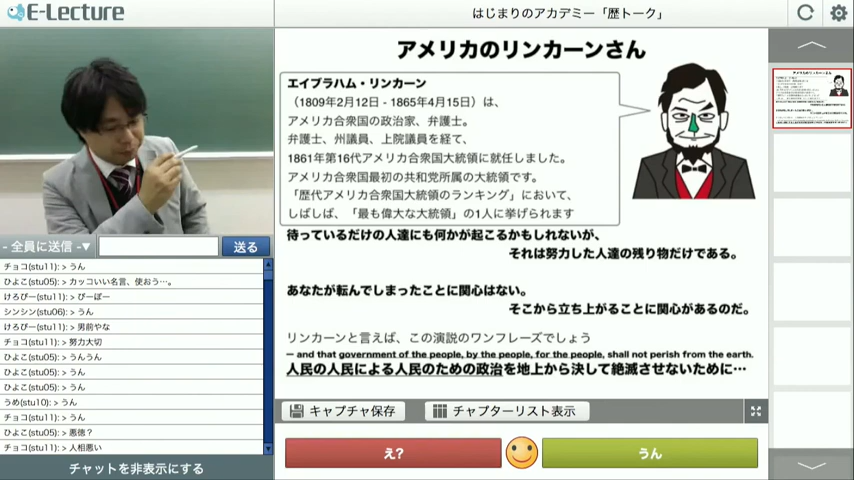 E-Lecture
はじまりのアカデミー「歴トーク」
アメリカのリンカーンさん
エイブラハム・リンカーン
（1809年2月12日 - 1865年4月15日）は、
アメリカ合衆国の政治家、弁護士。
弁護士、州議員、上院議員を経て、
1861年第16代アメリカ合衆国大統領に就任しました。
アメリカ合衆国最初の共和党所属の大統領です。
「歴代アメリカ合衆国大統領のランキング」において、
しばしば、「最も偉大な大統領」の1人に挙げられます
待っているだけの人達にも何かが起こるかもしれないが、
それは努力した人達の残り物だけである。
あなたが転んでしまったことに関心はない。
そこから立ち上がることに関心があるのだ。
リンカーンと言えば、この演説のワンフレーズでしょう
— and that government of the people, by the people, for the people, shall not perish from the earth.
人民の人民による人民のための政治を地上から決して絶滅させないために…
- 全員に送信 -▼
送る
チョコ(stu11): > うん
ひよこ(stu05): > カッコいい名言、使おう…。
けろぴー(stu11): > ぴーぽー
シンシン(stu06): > うん
けろぴー(stu11): > 男前やな
チョコ(stu11): > 努力大切
ひよこ(stu05): > うんうん
ひよこ(stu05): > うん
ひよこ(stu05): > うん
うめ(stu10): > うん
チョコ(stu11): > うん
ひよこ(stu05): > 悪徳？
チョコ(stu11): > 人相悪い
チャットを非表示にする
キャプチャ保存
チャプターリスト表示
え?
うん